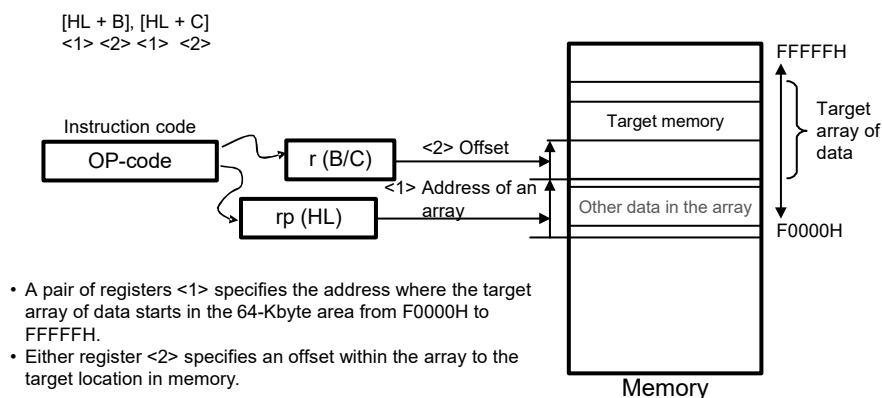 [HL + B], [HL + C]
<1> <2> <1> <2>
Instruction code
OP-code
r (B/C)
rp (HL)
<2> Offset
<1> Address of an
array
FFFFFH
Target memory
Target
array of
data
Other data in the array
F0000H
• A pair of registers <1> specifies the address where the target
array of data starts in the 64-Kbyte area from F0000H to
FFFFFH.
• Either register <2> specifies an offset within the array to the
target location in memory.
Memory